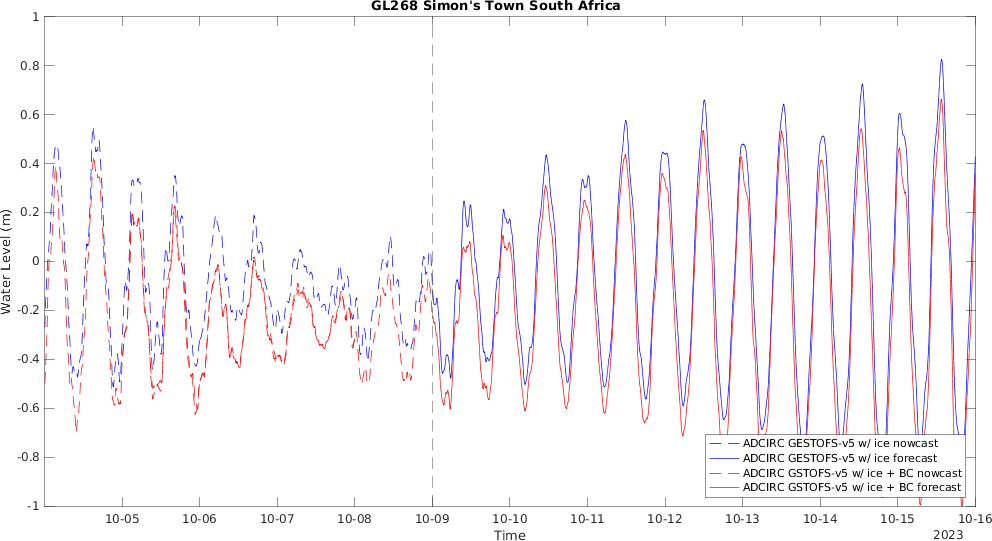 GL268 Simon's Town South Africa
1
0.8
0.6
0.4
0.2
0
-0.2
-0.4
-0.6
-0.8
-1
Water Level (m)
ADCIRC GESTOFS-v5 w/ ice nowcast
ADCIRC GESTOFS-v5 w/ ice forecast
ADCIRC GSTOFS-v5 w/ ice + BC nowcast
ADCIRC GSTOFS-v5 w/ ice + BC forecast
10-05 10-06 10-07 10-08 10-09 10-10 10-11 10-12 10-13 10-14 10-15 10-16
Time
2023